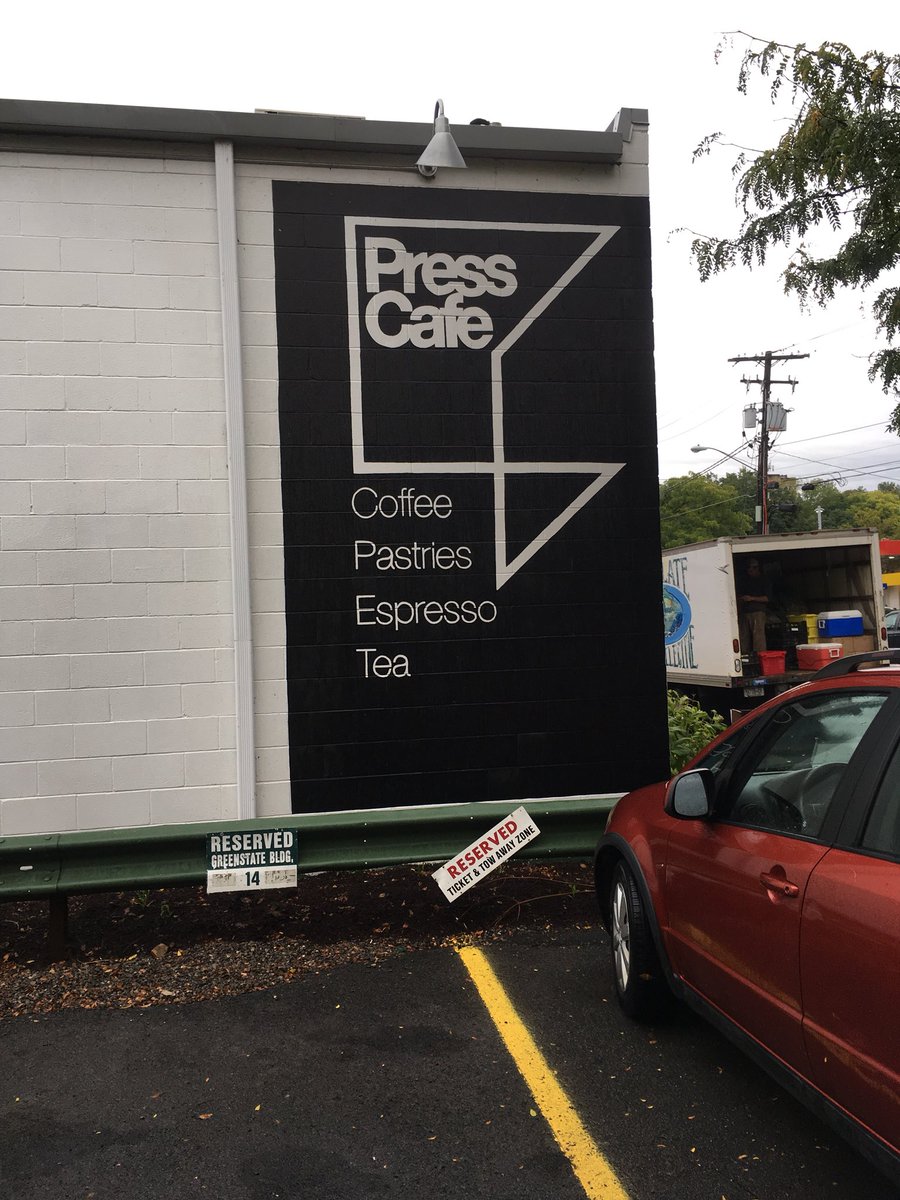 Press
Cafe
Coffee
Pastries
Espresso
Tea
RESERVED
GREENSTATE BLDG.
14
RESERVED
TICKET & TOW AWAY ZONE